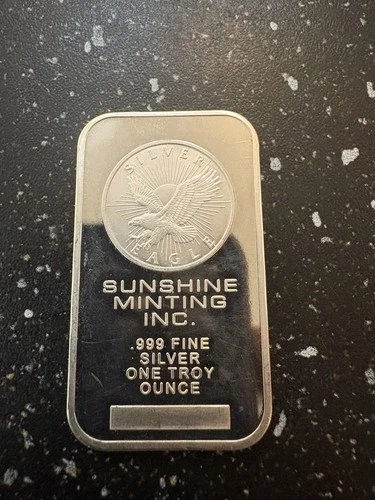 SILVER
EAGLE
SUNSHINE
MINTING
INC.
.999 FINE
SILVER
ONE TROY
OUNCE